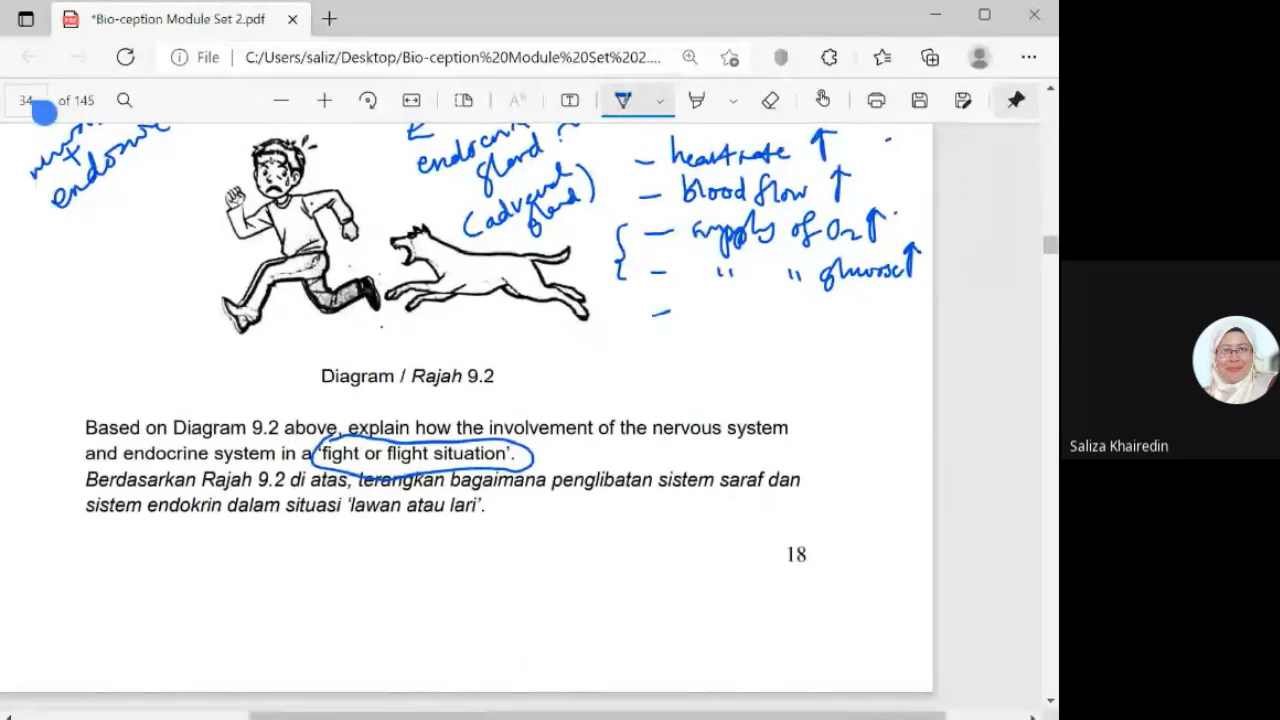 *Bio-ception Module Set 2.pdf
File C:/Users/saliz/Desktop/Bio-ception%20Module%20Set%202....
34 of 145
endocrine
endocrine
gland ?
(adrenal
gland)
- heart rate ↑
- blood flow ↑
- supply of O2 ↑
- " " glucose ↑
-
Diagram / Rajah 9.2
Based on Diagram 9.2 above, explain how the involvement of the nervous system
and endocrine system in a 'fight or flight situation'.
Berdasarkan Rajah 9.2 di atas, terangkan bagaimana penglibatan sistem saraf dan
sistem endokrin dalam situasi 'lawan atau lari'.
18
Saliza Khairedin